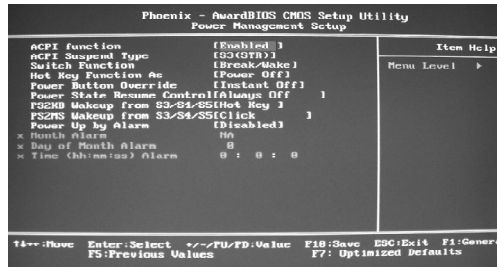 Phoenix - AwardBIOS CMOS Setup Utility
Power Management Setup
ACPI function [Enabled ]
ACPI Suspend Type [S3(STR)]
Switch Function [Break/Wake]
Hot Key Function As [Power Off]
Power Button Override [Instant Off]
Power State Resume Control[Always Off ]
PS2KB Wakeup from S3/S4/S5[Hot Key ]
PS2MS Wakeup from S3/S4/S5[Click ]
Power Up by Alarm [Disabled]
x Month Alarm NA
x Day of Month Alarm 0
x Time (hh:mm:ss) Alarm 0 : 0 : 0
Item Help
Menu Level ▶
↑↓←→:Move Enter:Select +/-/PU/PD:Value F10:Save ESC:Exit F1:Gener
F5:Previous Values F7: Optimized Defaults